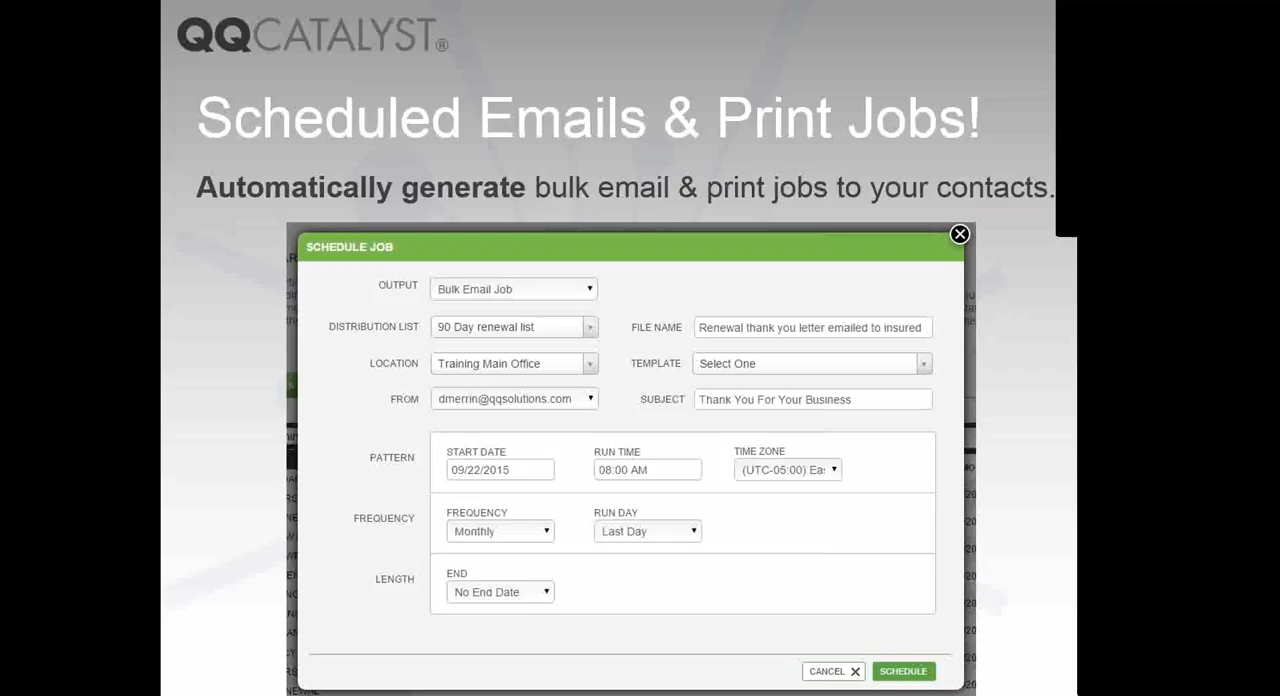 QQCATALYST®
Scheduled Emails & Print Jobs!
Automatically generate bulk email & print jobs to your contacts.
SCHEDULE JOB
OUTPUT Bulk Email Job
DISTRIBUTION LIST 90 Day renewal list FILE NAME Renewal thank you letter emailed to insured
LOCATION Training Main Office TEMPLATE Select One
FROM dmerrin@qqsolutions.com SUBJECT Thank You For Your Business
PATTERN START DATE RUN TIME TIME ZONE
09/22/2015 08:00 AM (UTC-05:00) Eas
FREQUENCY FREQUENCY RUN DAY
Monthly Last Day
LENGTH END
No End Date
CANCEL X SCHEDULE